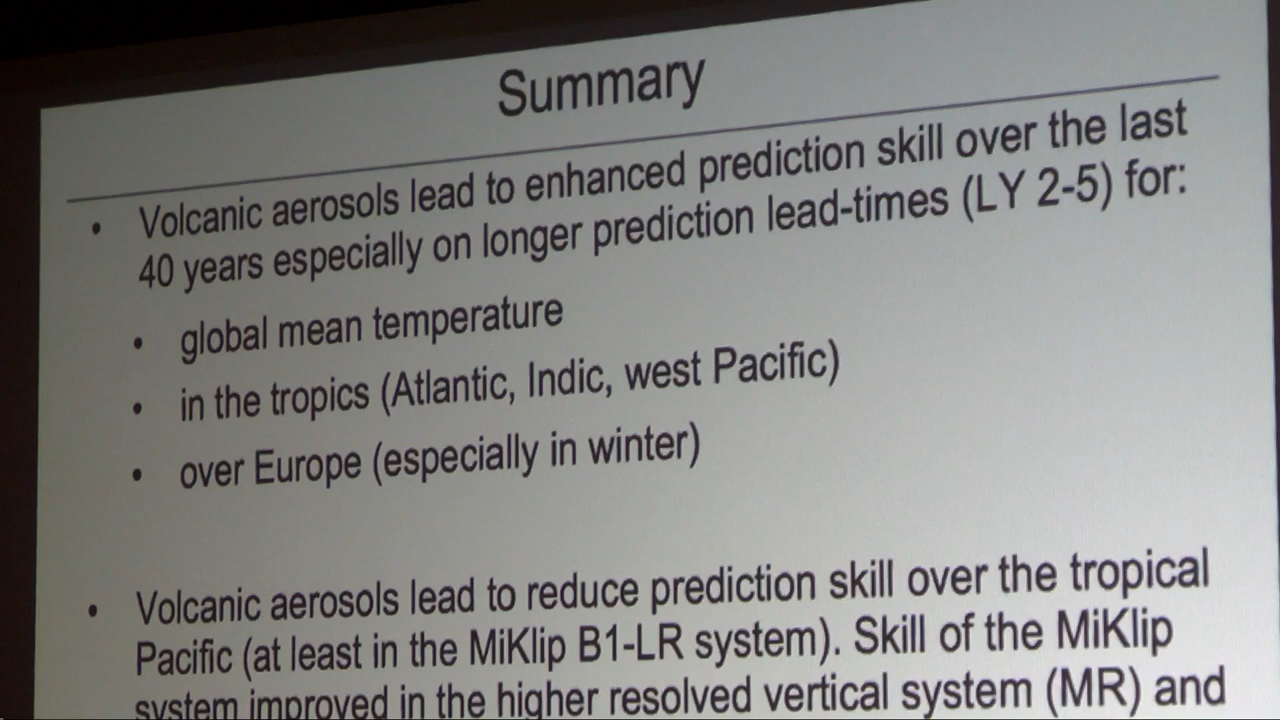 Summary
• Volcanic aerosols lead to enhanced prediction skill over the last
40 years especially on longer prediction lead-times (LY 2-5) for:
• global mean temperature
• in the tropics (Atlantic, Indic, west Pacific)
• over Europe (especially in winter)
• Volcanic aerosols lead to reduce prediction skill over the tropical
Pacific (at least in the MiKlip B1-LR system). Skill of the MiKlip
system improved in the higher resolved vertical system (MR) and